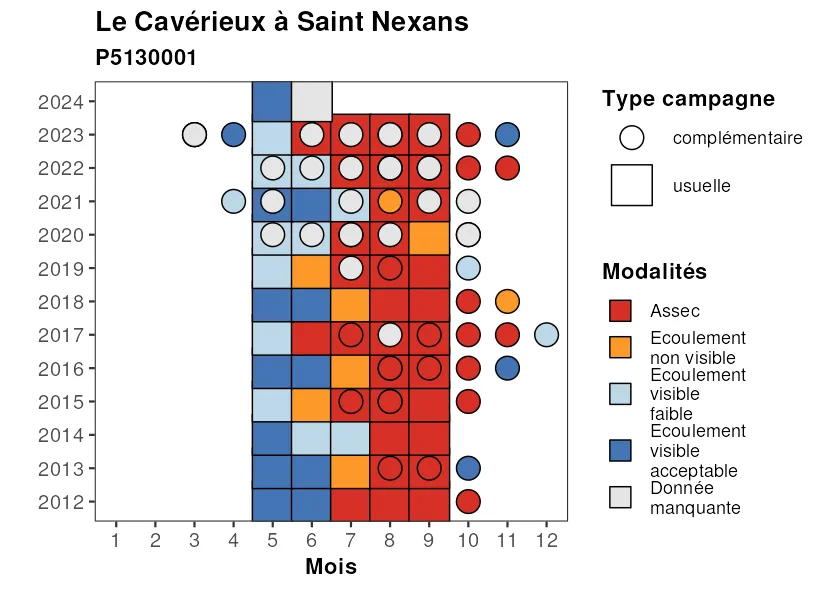 Le Cavérieux à Saint Nexans
P5130001
2024
2023
2022
2021
2020
2019
2018
2017
2016
2015
2014
2013
2012
1 2 3 4 5 6 7 8 9 10 11 12
Mois
Type campagne
complémentaire
usuelle
Modalités
Assec
Ecoulement
non visible
Ecoulement
visible
faible
Ecoulement
visible
acceptable
Donnée
manquante